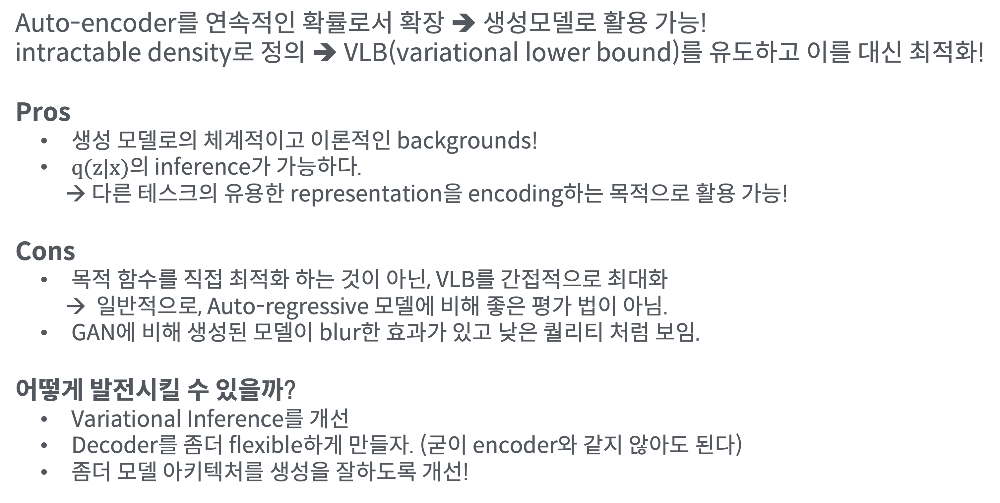 Auto-encoder를 연속적인 확률로서 확장 ➔ 생성모델로 활용 가능!
intractable density로 정의 ➔ VLB(variational lower bound)를 유도하고 이를 대신 최적화!
Pros
• 생성 모델로의 체계적이고 이론적인 backgrounds!
• q(z|x)의 inference가 가능하다.
→ 다른 테스크의 유용한 representation을 encoding하는 목적으로 활용 가능!
Cons
• 목적 함수를 직접 최적화 하는 것이 아닌, VLB를 간접적으로 최대화
→ 일반적으로, Auto-regressive 모델에 비해 좋은 평가 법이 아님.
• GAN에 비해 생성된 모델이 blur한 효과가 있고 낮은 퀄리티 처럼 보임.
어떻게 발전시킬 수 있을까?
• Variational Inference를 개선
• Decoder를 좀더 flexible하게 만들자. (굳이 encoder와 같지 않아도 된다)
• 좀더 모델 아키텍처를 생성을 잘하도록 개선!